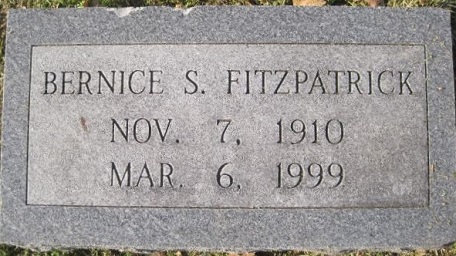 BERNICE S. FITZPATRICK
NOV. 7, 1910
MAR. 6, 1999